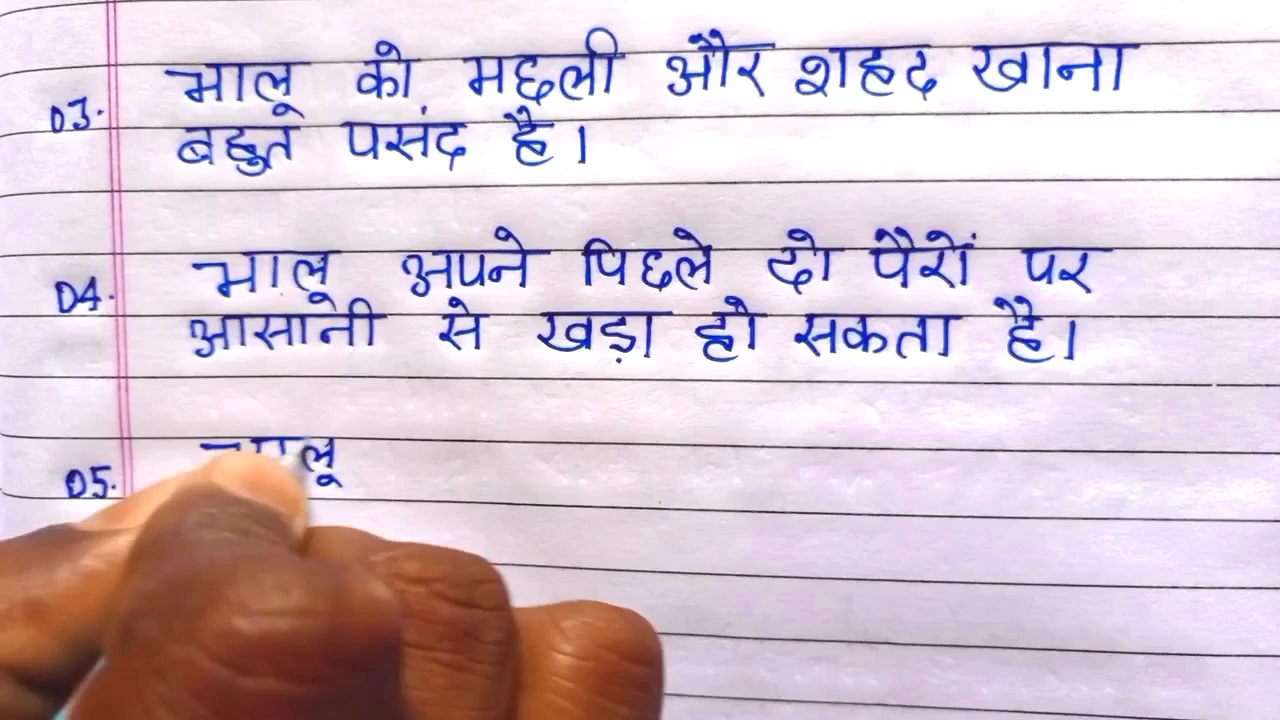 03. भालू को मछली और शहद खाना
बहुत पसंद है।
04. भालू अपने पिछले दो पैरों पर
आसानी से खड़ा हो सकता है।
05. भालू